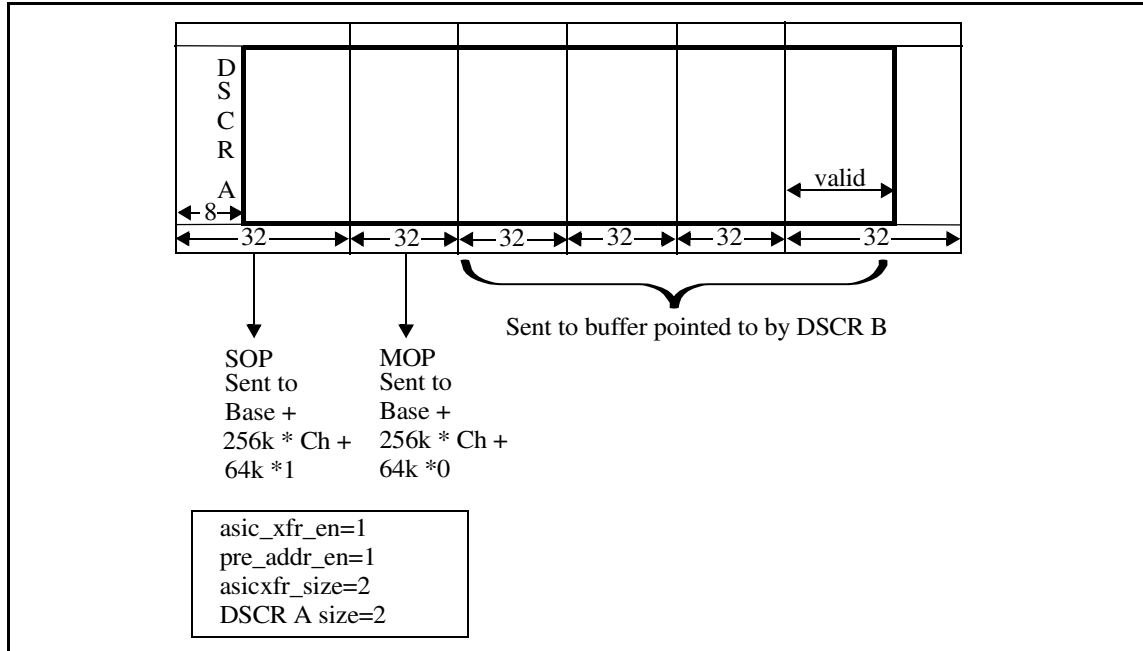 D
S
C
R
A
valid
8
32 32 32 32 32 32
Sent to buffer pointed to by DSCR B
SOP
Sent to
Base +
256k * Ch +
64k *1
MOP
Sent to
Base +
256k * Ch +
64k *0
asic_xfr_en=1
pre_addr_en=1
asicxfr_size=2
DSCR A size=2